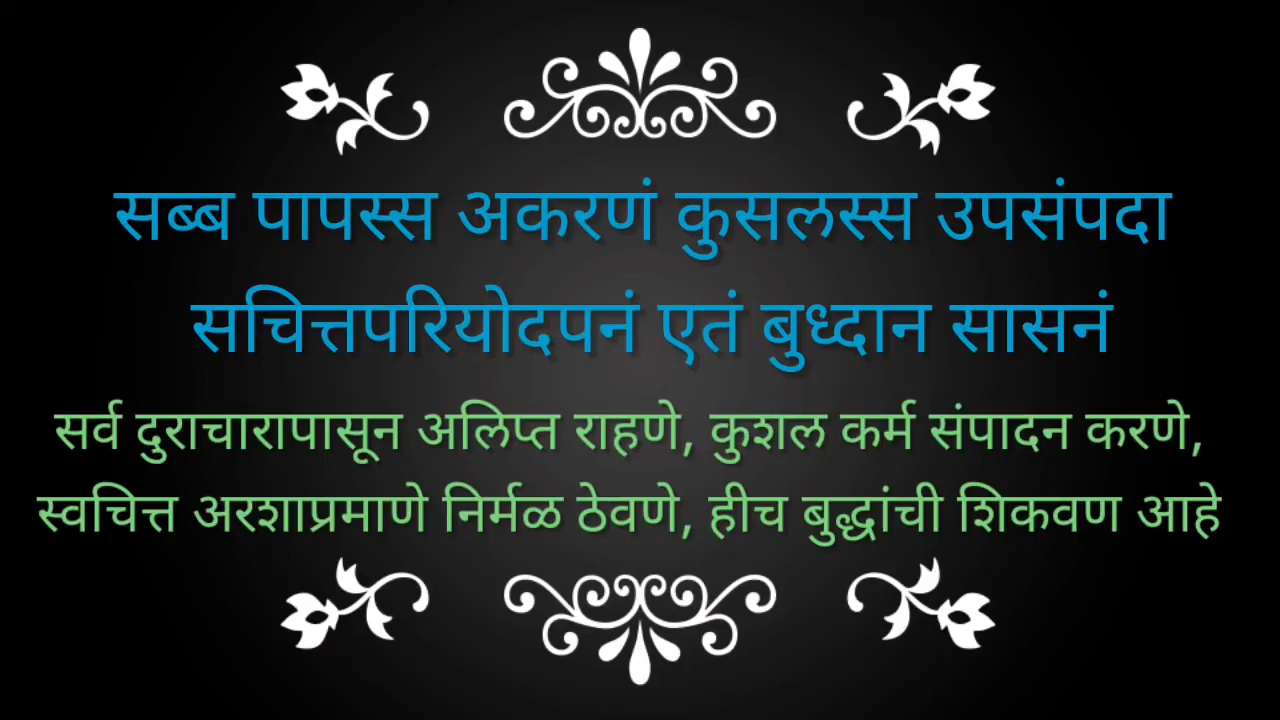 सब्ब पापस्स अकरणं कुसलस्स उपसंपदा
सचित्तपरियोदपनं एतं बुध्दान सासनं
सर्व दुराचारापासून अलिप्त राहणे, कुशल कर्म संपादन करणे,
स्वचित्त अरशाप्रमाणे निर्मळ ठेवणे, हीच बुद्धांची शिकवण आहे